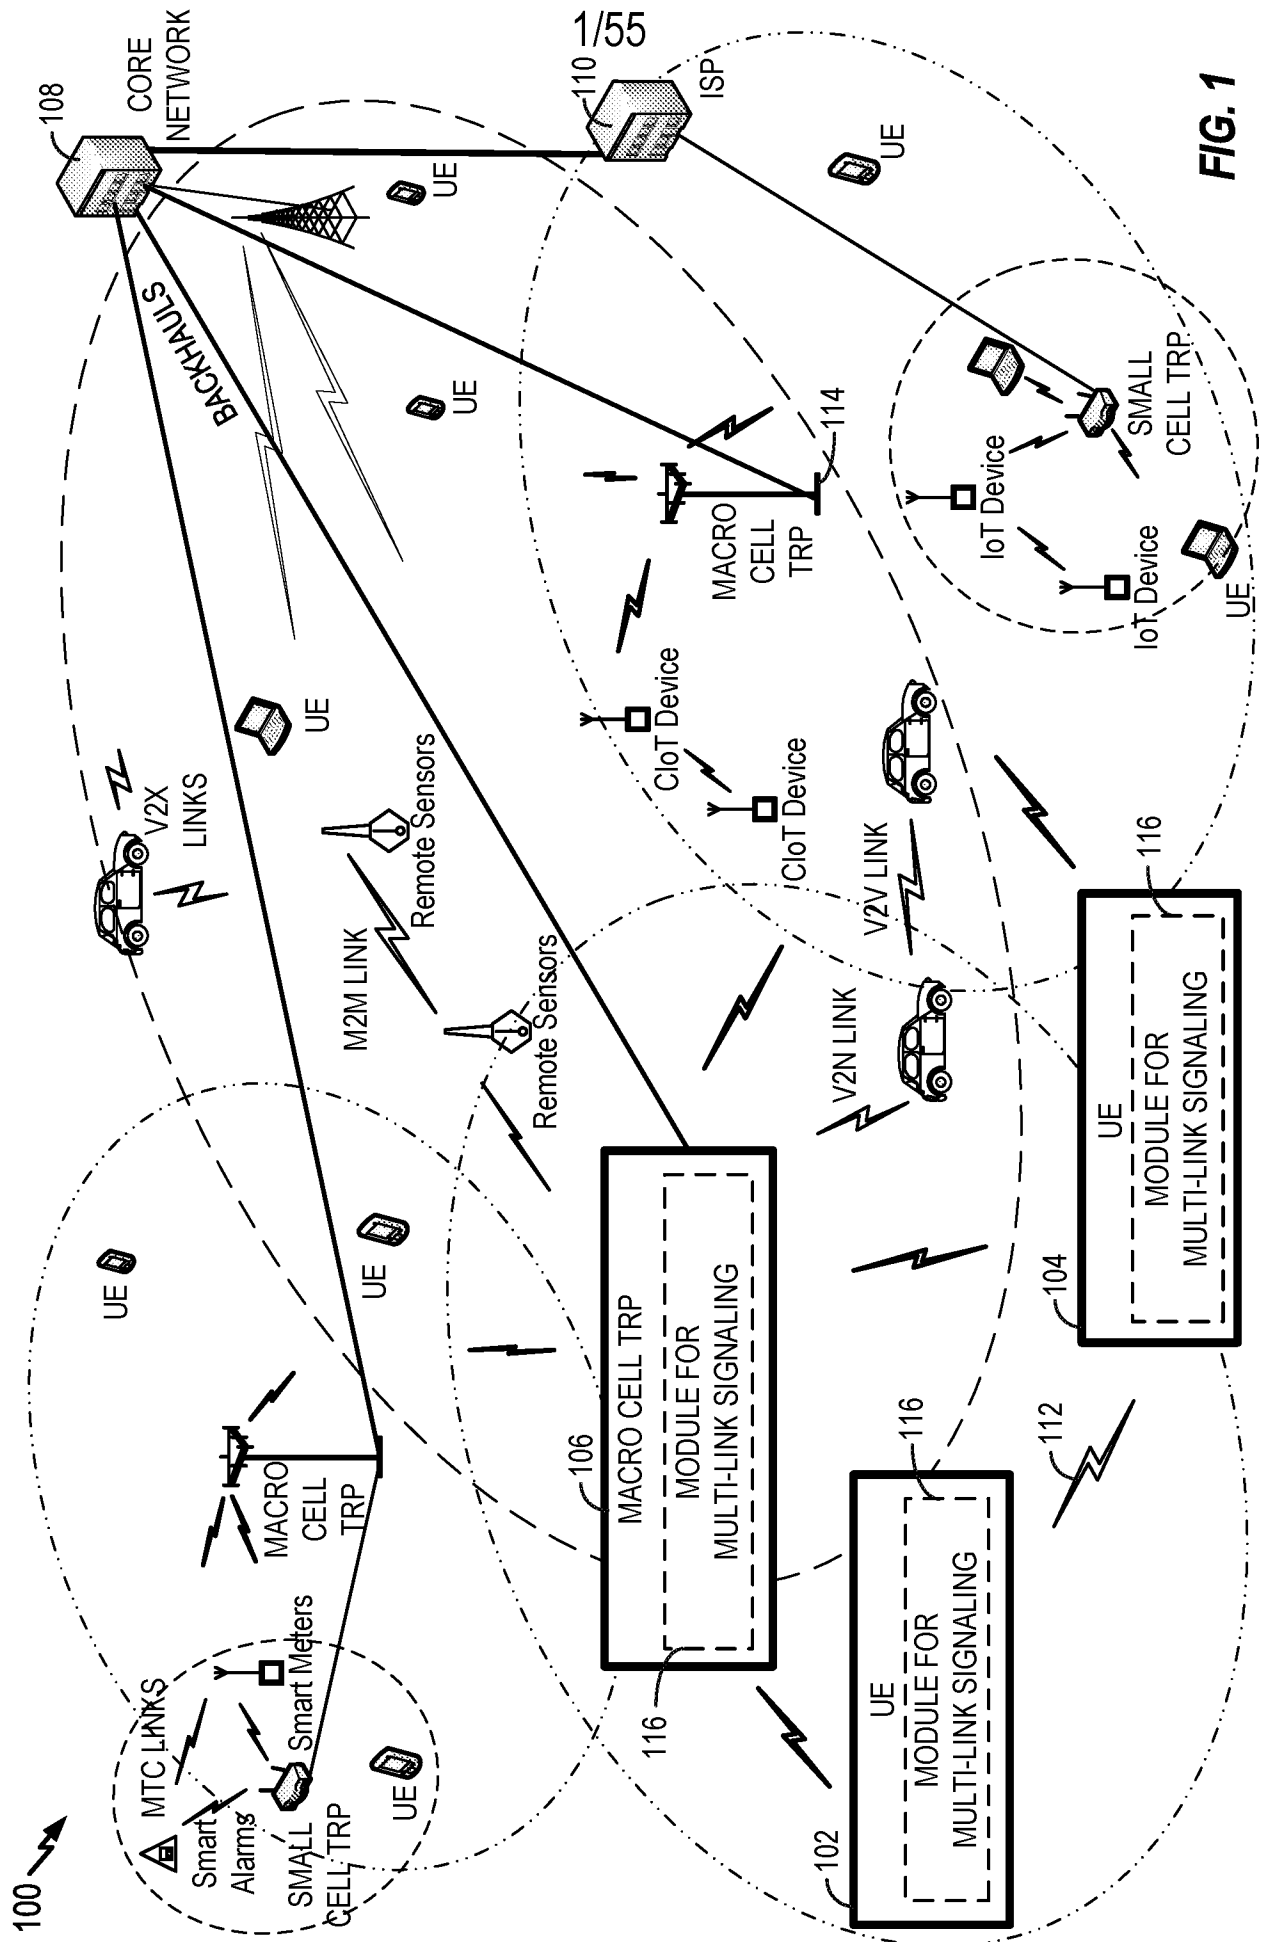 1/55
100
MTC LINKS
Smart
Alarms
SMALL
CELL TRP
Smart Meters
UE
MACRO
CELL
TRP
UE
UE
V2X
LINKS
UE
BACKHAULS
108
CORE
NETWORK
UE
UE
M2M LINK
Remote Sensors
Remote Sensors
CIoT Device
CIoT Device
MACRO
CELL
TRP
114
110
ISP
UE
106
MACRO CELL TRP
MODULE FOR
MULTI-LINK SIGNALING
116
V2N LINK
V2V LINK
IoT Device
IoT Device
SMALL
CELL TRP
UE
102
UE
MODULE FOR
MULTI-LINK SIGNALING
116
112
104
UE
MODULE FOR
MULTI-LINK SIGNALING
116
FIG. 1